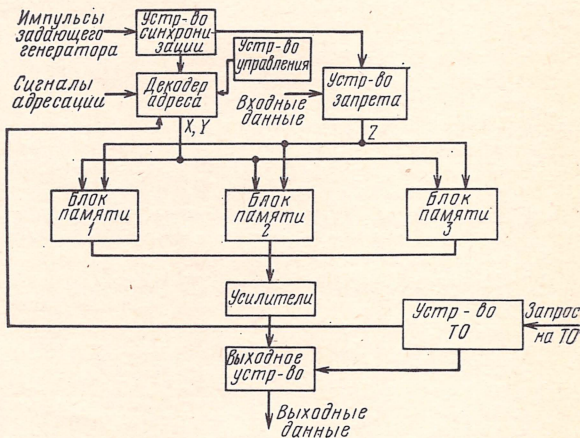 Импульсы
задающего
генератора
Устр-во
синхрони-
зации
Устр-во
управления
Сигналы
адресации
Декадер
адреса
Входные
данные
Устр-во
запрета
X, Y
Z
Блок
памяти
1
Блок
памяти
2
Блок
памяти
3
Усилители
Устр-во
ТО
Запрос
на ТО
Выходное
устр-во
Выходные
данные